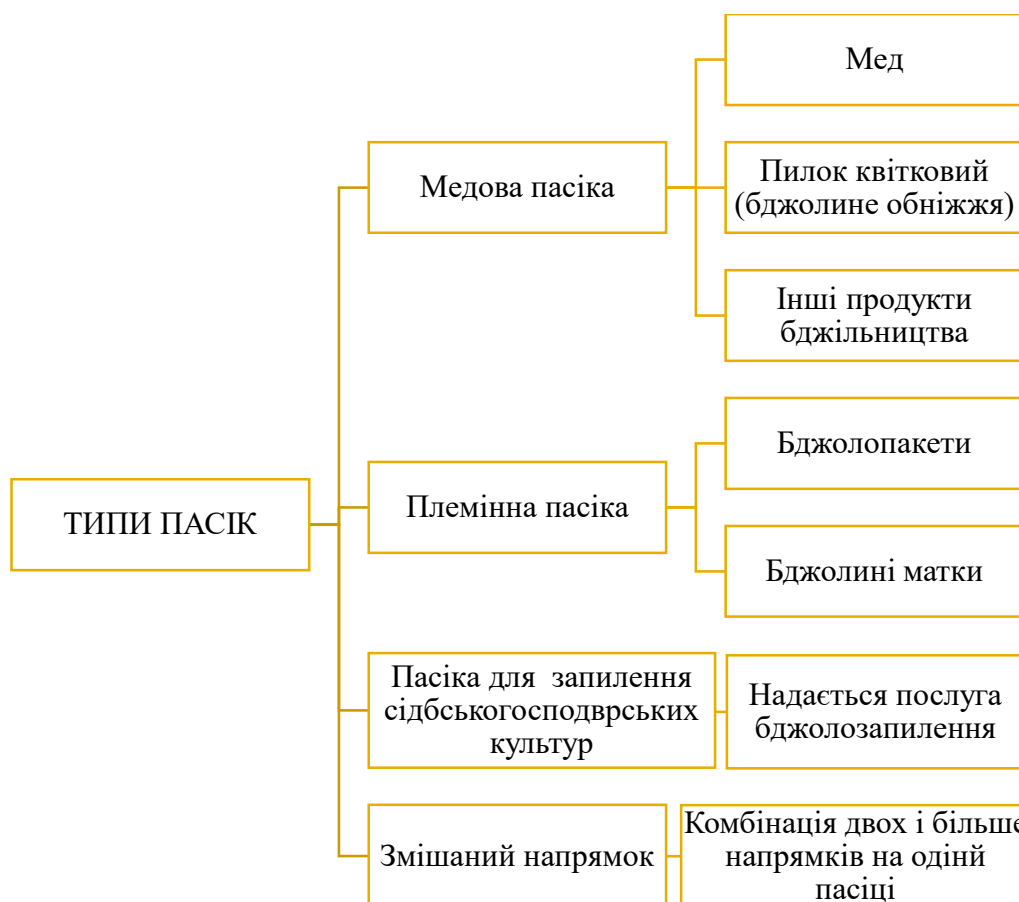 ТИПИ ПАСІК
Медова пасіка
Мед
Пилок квітковий
(бджолине обніжжя)
Інші продукти
бджільництва
Племінна пасіка
Бджолопакети
Бджолині матки
Пасіка для запилення
сідбськогосподврських
культур
Надається послуга
бджолозапилення
Змішаний напрямок
Комбінація двох і більше
напрямків на одінй
пасіці